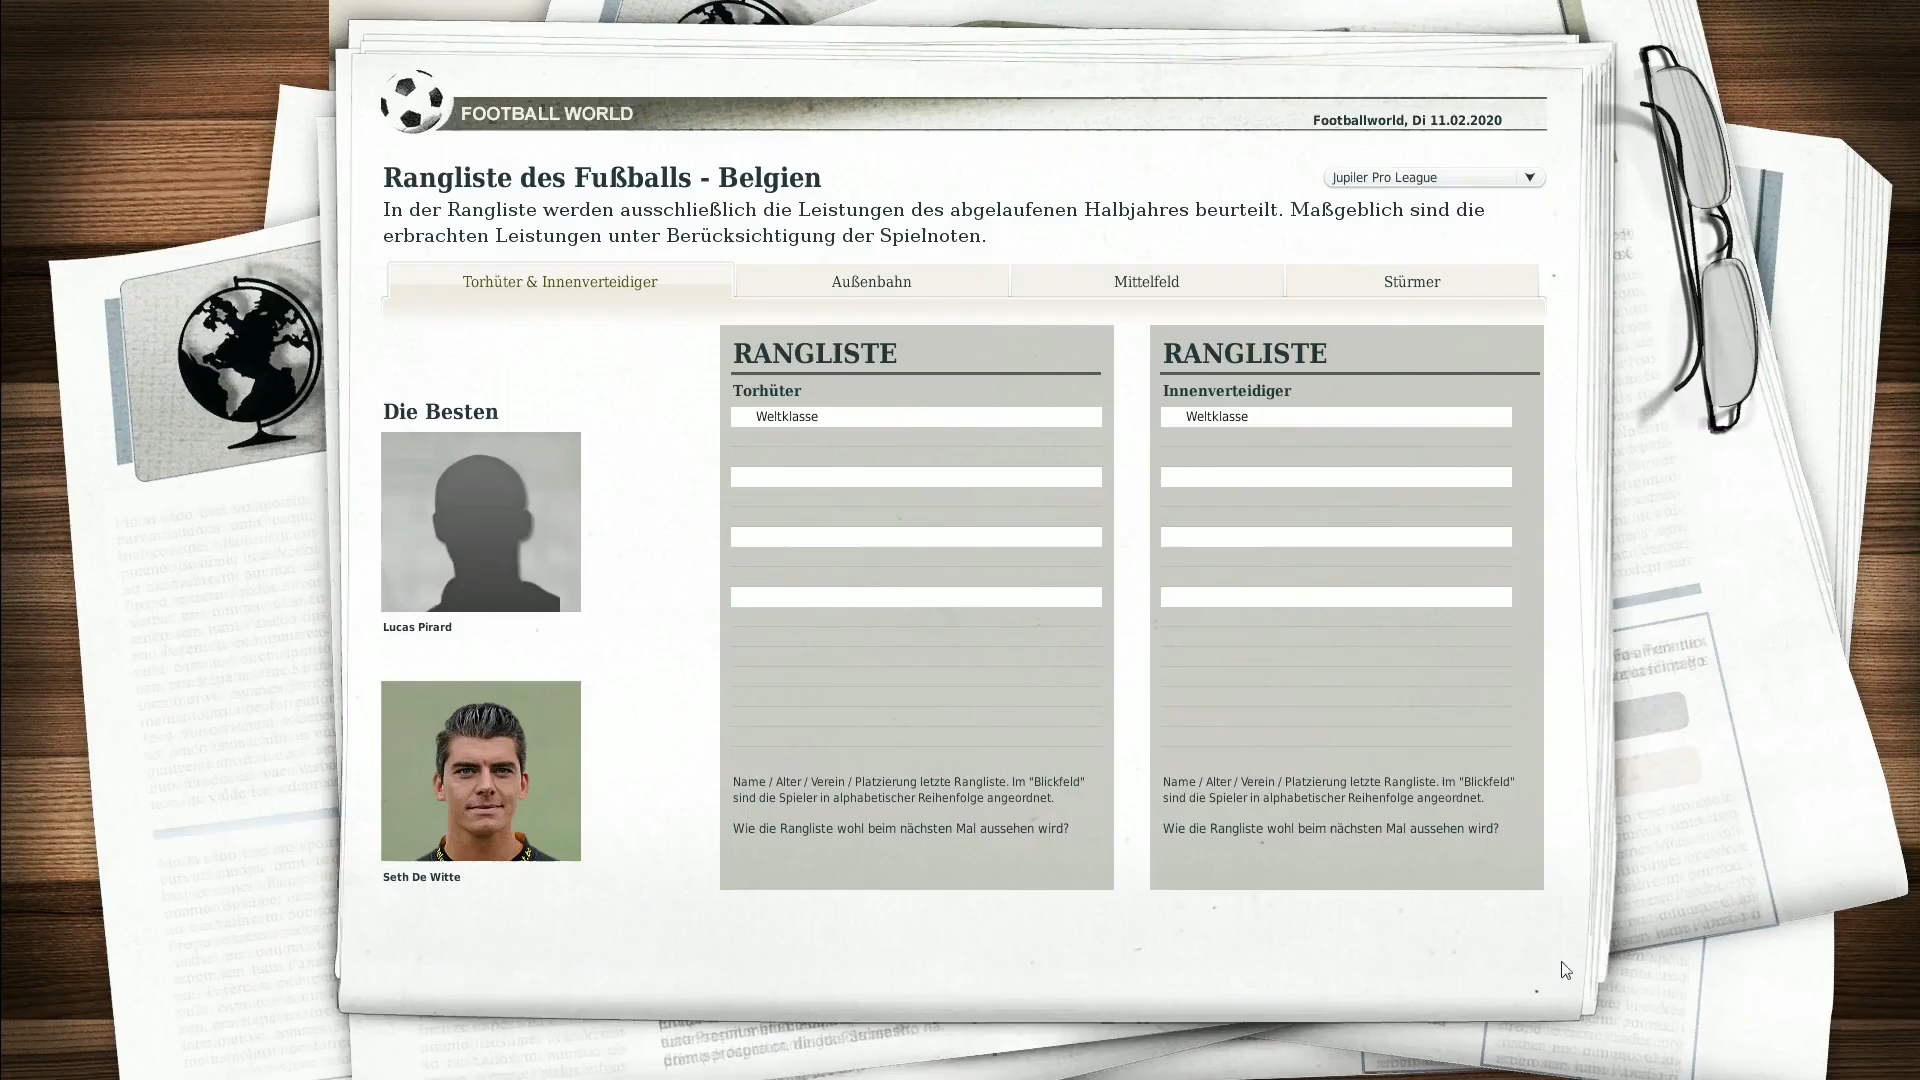 FOOTBALL WORLD
Footballworld, Di 11.02.2020
Rangliste des Fußballs - Belgien
Jupiler Pro League
In der Rangliste werden ausschließlich die Leistungen des abgelaufenen Halbjahres beurteilt. Maßgeblich sind die
erbrachten Leistungen unter Berücksichtigung der Spielnoten.
Torhüter & Innenverteidiger
Außenbahn
Mittelfeld
Stürmer
Die Besten
Lucas Pirard
Seth De Witte
RANGLISTE
Torhüter
Weltklasse
Name / Alter / Verein / Platzierung letzte Rangliste. Im "Blickfeld"
sind die Spieler in alphabetischer Reihenfolge angeordnet.
Wie die Rangliste wohl beim nächsten Mal aussehen wird?
RANGLISTE
Innenverteidiger
Weltklasse
Name / Alter / Verein / Platzierung letzte Rangliste. Im "Blickfeld"
sind die Spieler in alphabetischer Reihenfolge angeordnet.
Wie die Rangliste wohl beim nächsten Mal aussehen wird?